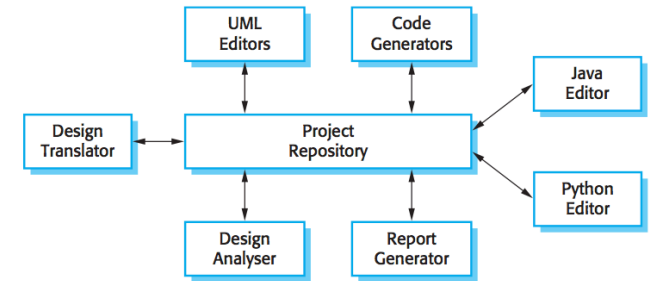 UML
Editors
Code
Generators
Java
Editor
Design
Translator
Project
Repository
Python
Editor
Design
Analyser
Report
Generator